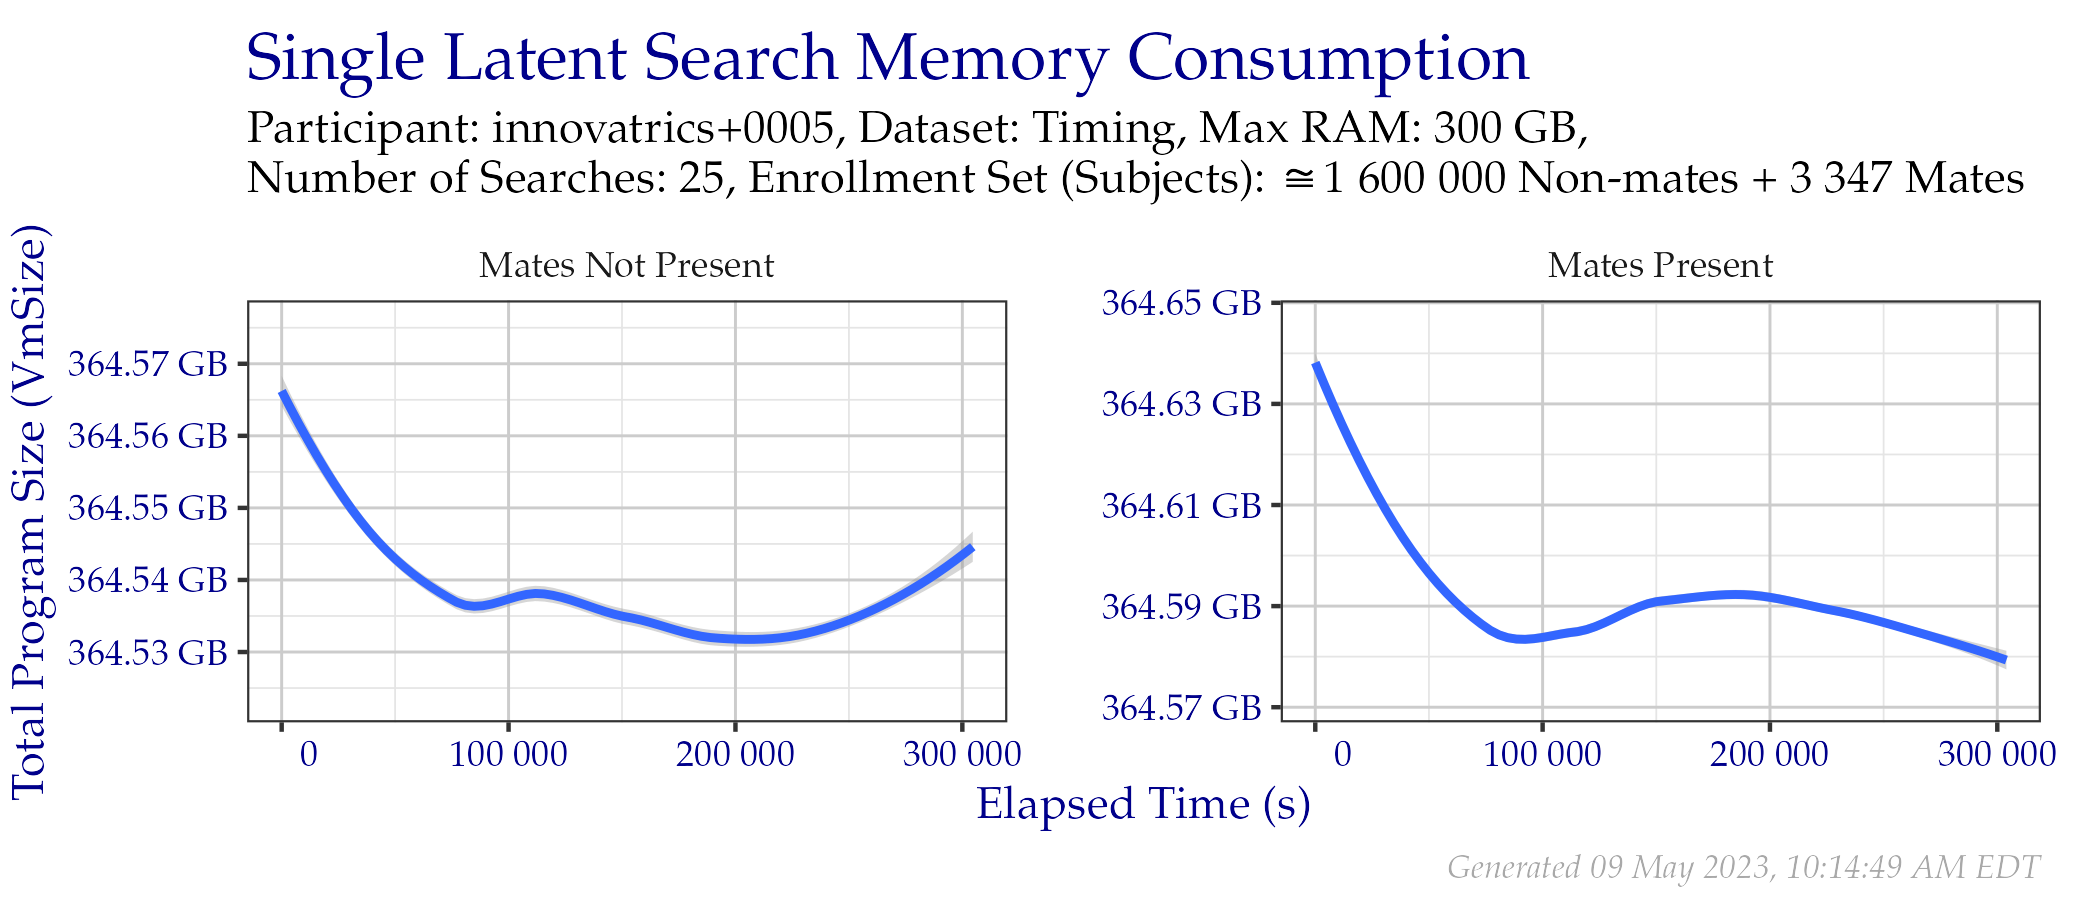 Single Latent Search Memory Consumption
Participant: innovatrics+0005, Dataset: Timing, Max RAM: 300 GB,
Number of Searches: 25, Enrollment Set (Subjects): ≅ 1 600 000 Non-mates + 3 347 Mates
Total Program Size (VmSize)
Mates Not Present
364.57 GB
364.56 GB
364.55 GB
364.54 GB
364.53 GB
0 100 000 200 000 300 000
Mates Present
364.65 GB
364.63 GB
364.61 GB
364.59 GB
364.57 GB
0 100 000 200 000 300 000
Elapsed Time (s)
Generated 09 May 2023, 10:14:49 AM EDT